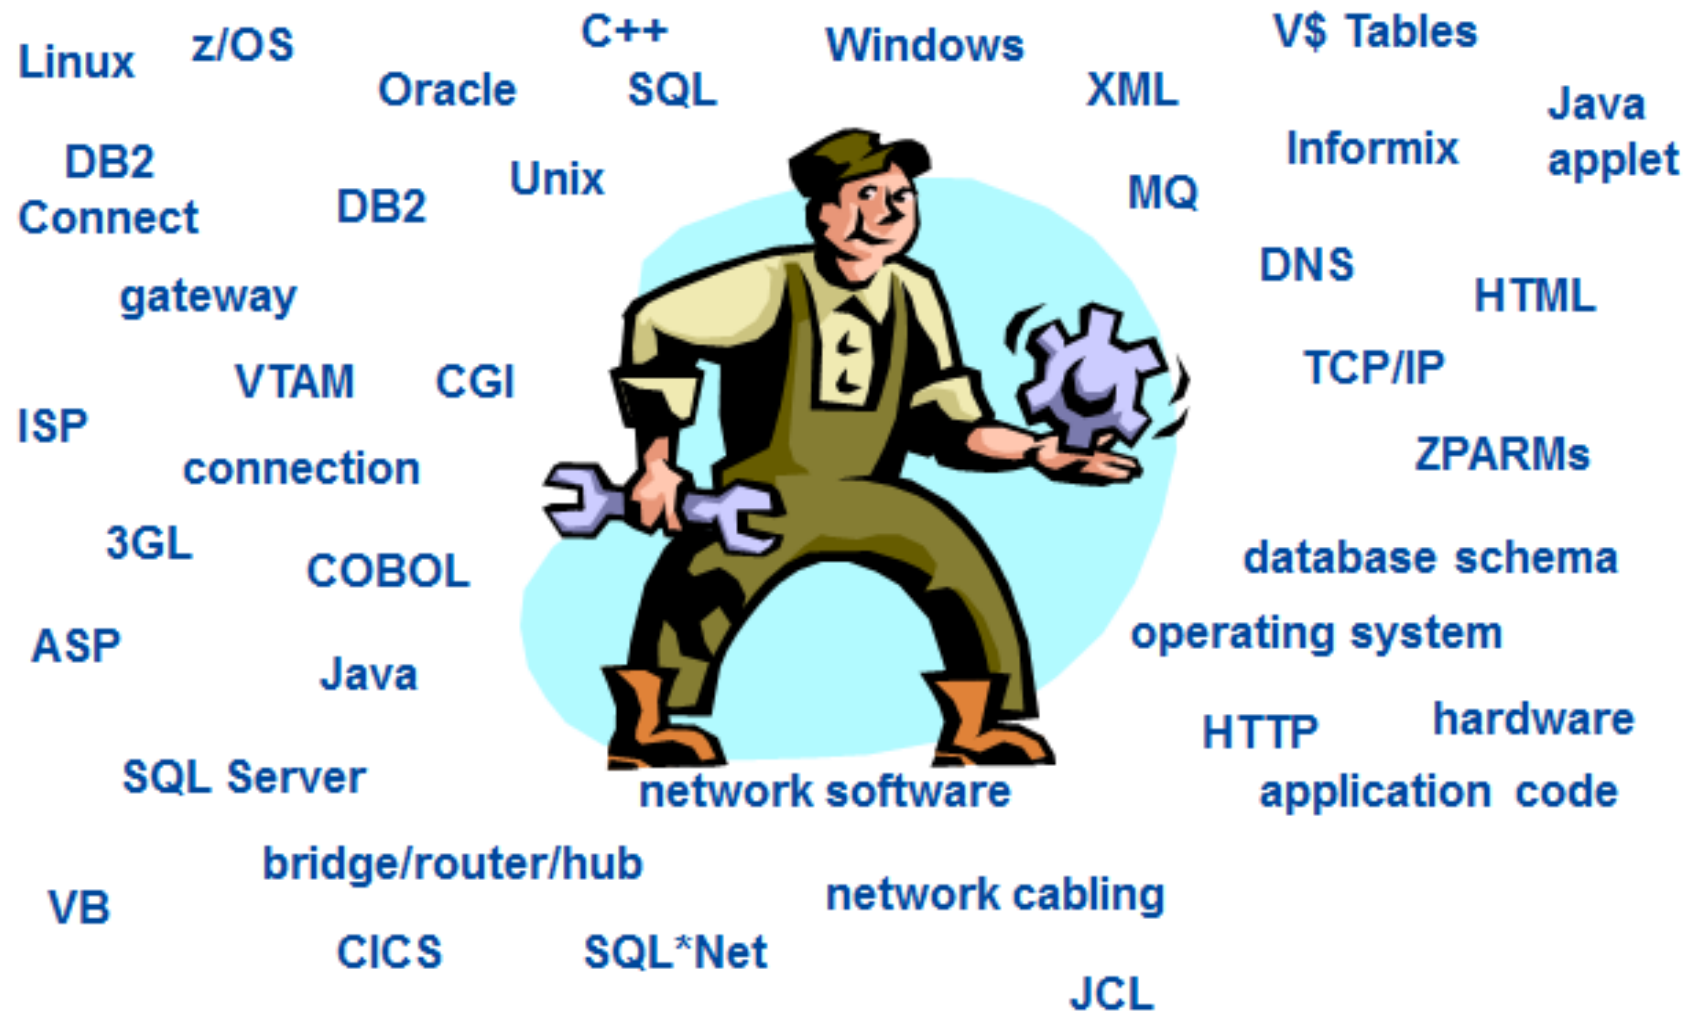 C++
V$ Tables
Linux
z/OS
Windows
Oracle
SQL
XML
Java
applet
Informix
DB2
Connect
Unix
MQ
DB2
DNS
gateway
HTML
TCP/IP
VTAM
CGI
ISP
ZPARMs
connection
3GL
database schema
COBOL
operating system
ASP
Java
hardware
HTTP
SQL Server
network software
application code
bridge/router/hub
network cabling
VB
CICS
SQL*Net
JCL